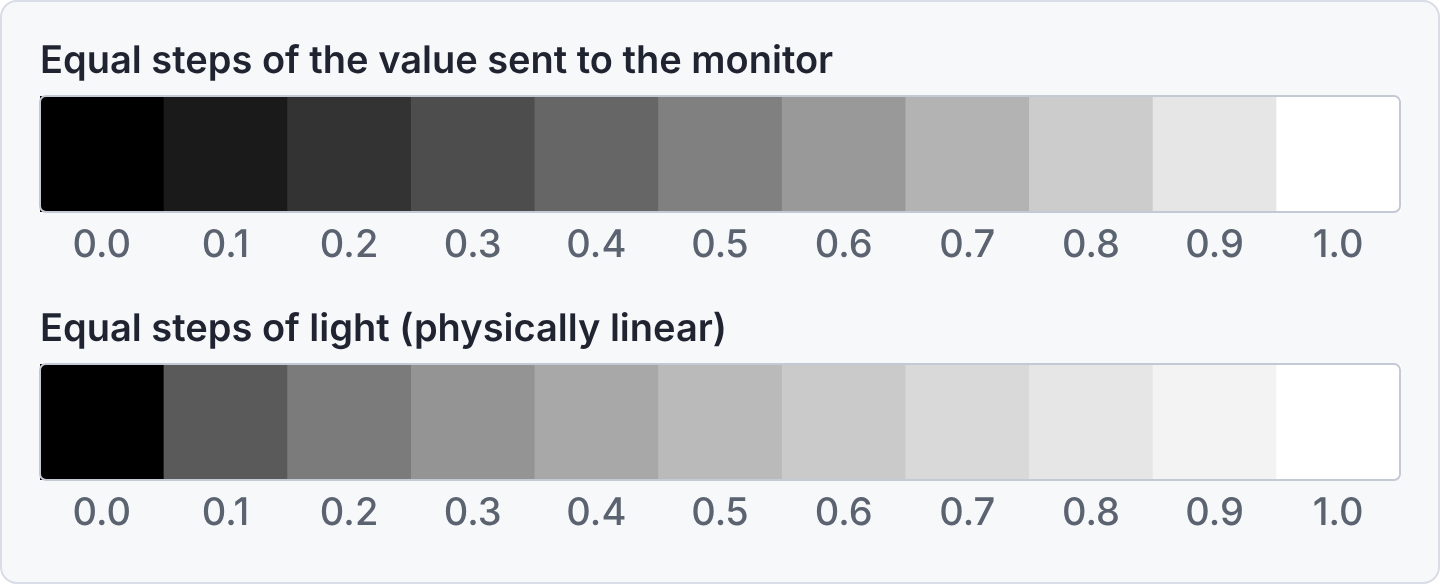 Equal steps of the value sent to the monitor
0.0 0.1 0.2 0.3 0.4 0.5 0.6 0.7 0.8 0.9 1.0
Equal steps of light (physically linear)
0.0 0.1 0.2 0.3 0.4 0.5 0.6 0.7 0.8 0.9 1.0